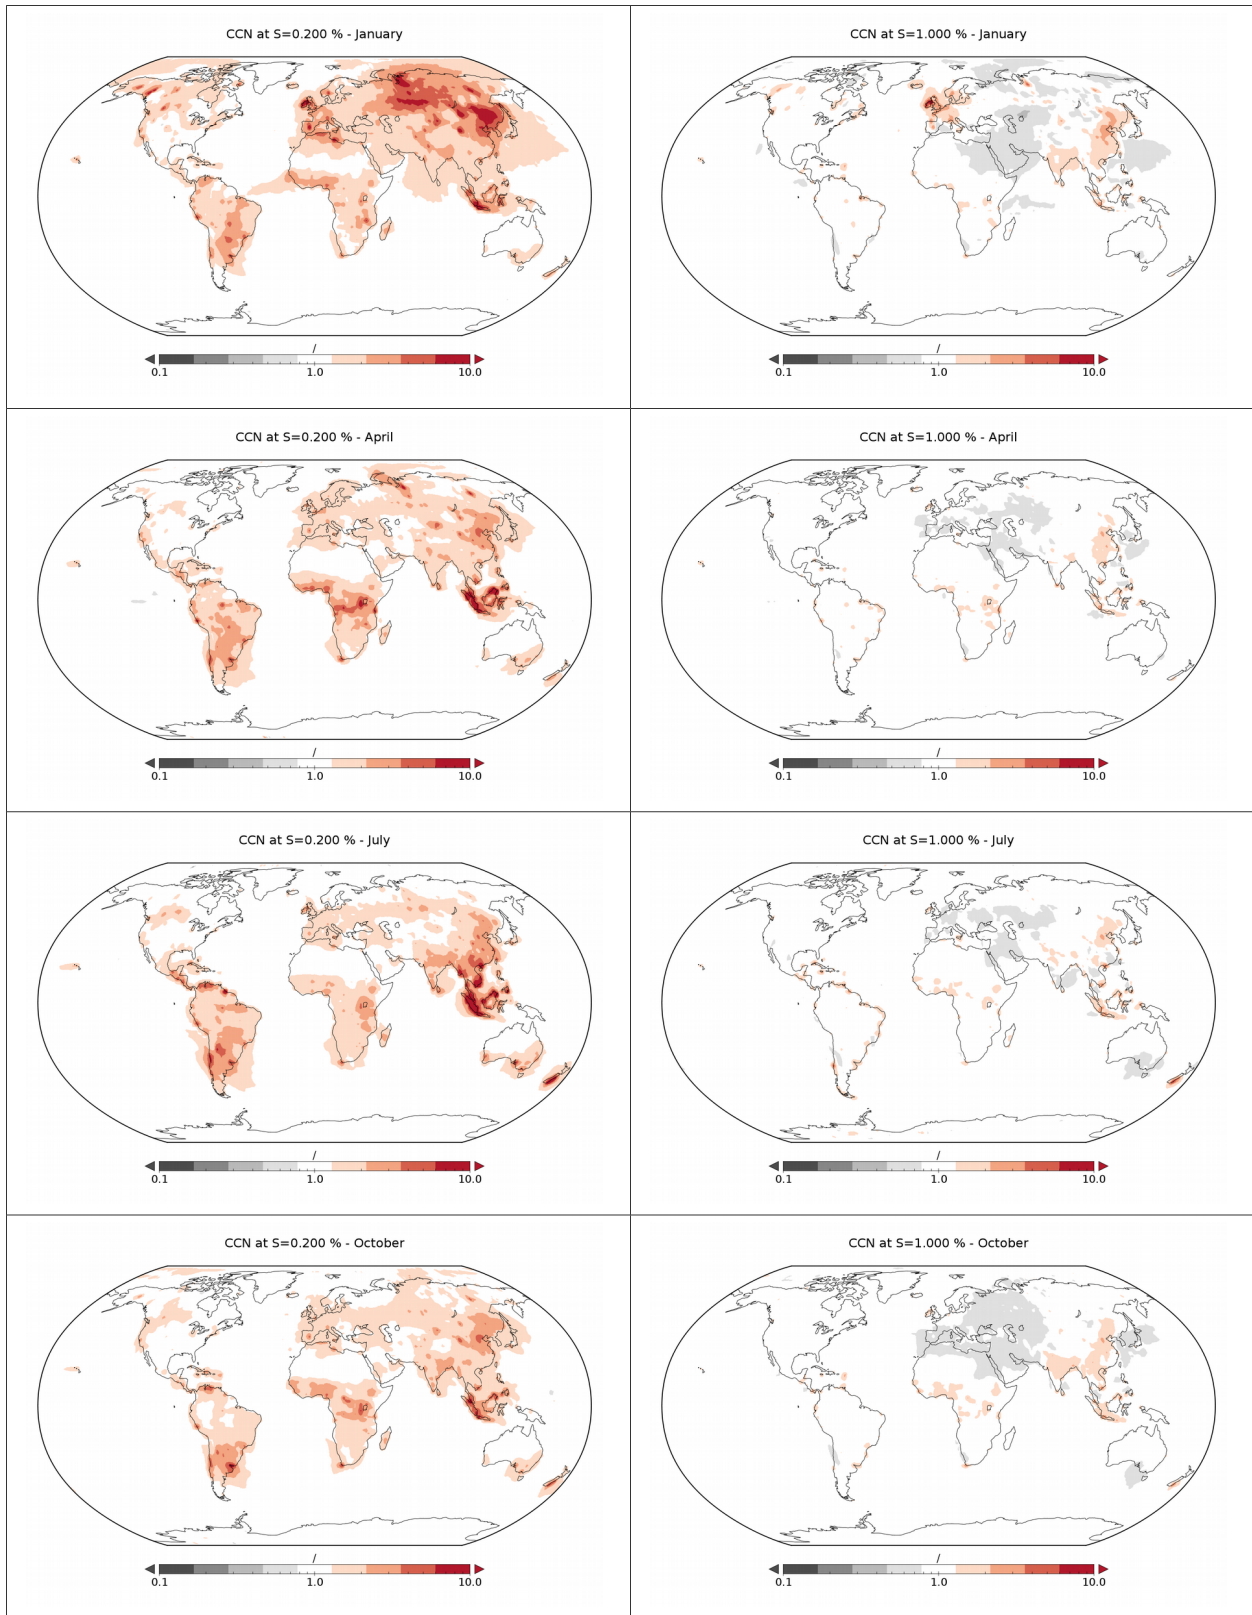 CCN at S=0.200 % - January
CCN at S=1.000 % - January
/
/
0.1 1.0 10.0
0.1 1.0 10.0
CCN at S=0.200 % - April
CCN at S=1.000 % - April
/
/
0.1 1.0 10.0
0.1 1.0 10.0
CCN at S=0.200 % - July
CCN at S=1.000 % - July
/
/
0.1 1.0 10.0
0.1 1.0 10.0
CCN at S=0.200 % - October
CCN at S=1.000 % - October
/
/
0.1 1.0 10.0
0.1 1.0 10.0